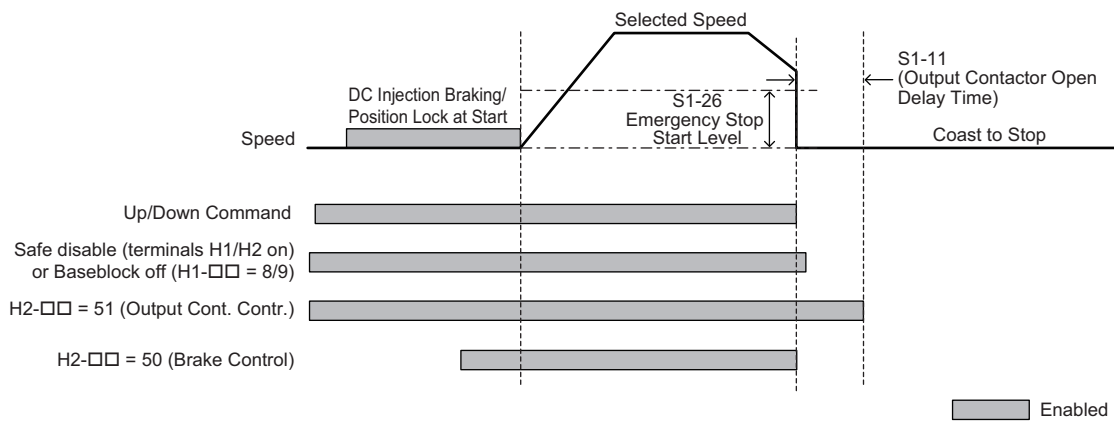 Selected Speed
S1-11
(Output Contactor Open
Delay Time)
DC Injection Braking/
Position Lock at Start
S1-26
Emergency Stop
Start Level
Speed
Coast to Stop
Up/Down Command
Safe disable (terminals H1/H2 on)
or Baseblock off (H1-□□ = 8/9)
H2-□□ = 51 (Output Cont. Contr.)
H2-□□ = 50 (Brake Control)
Enabled